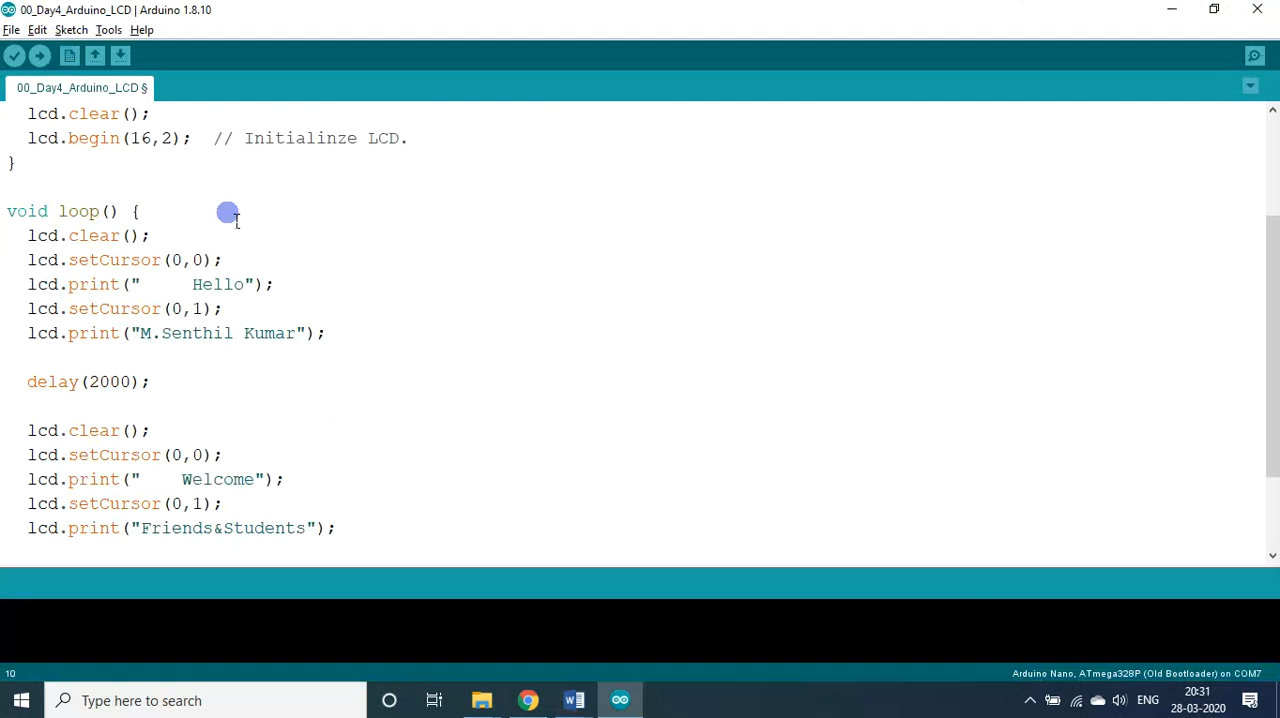 00_Day4_Arduino_LCD | Arduino 1.8.10
File Edit Sketch Tools Help
00_Day4_Arduino_LCD §
lcd.clear();
lcd.begin(16,2);  // Initialinze LCD.
}
void loop() {
lcd.clear();
lcd.setCursor(0,0);
lcd.print("     Hello");
lcd.setCursor(0,1);
lcd.print("M.Senthil Kumar");
delay(2000);
lcd.clear();
lcd.setCursor(0,0);
lcd.print("    Welcome");
lcd.setCursor(0,1);
lcd.print("Friends&Students");
10
Arduino Nano, ATmega328P (Old Bootloader) on COM7
Type here to search
ENG
20:31
28-03-2020